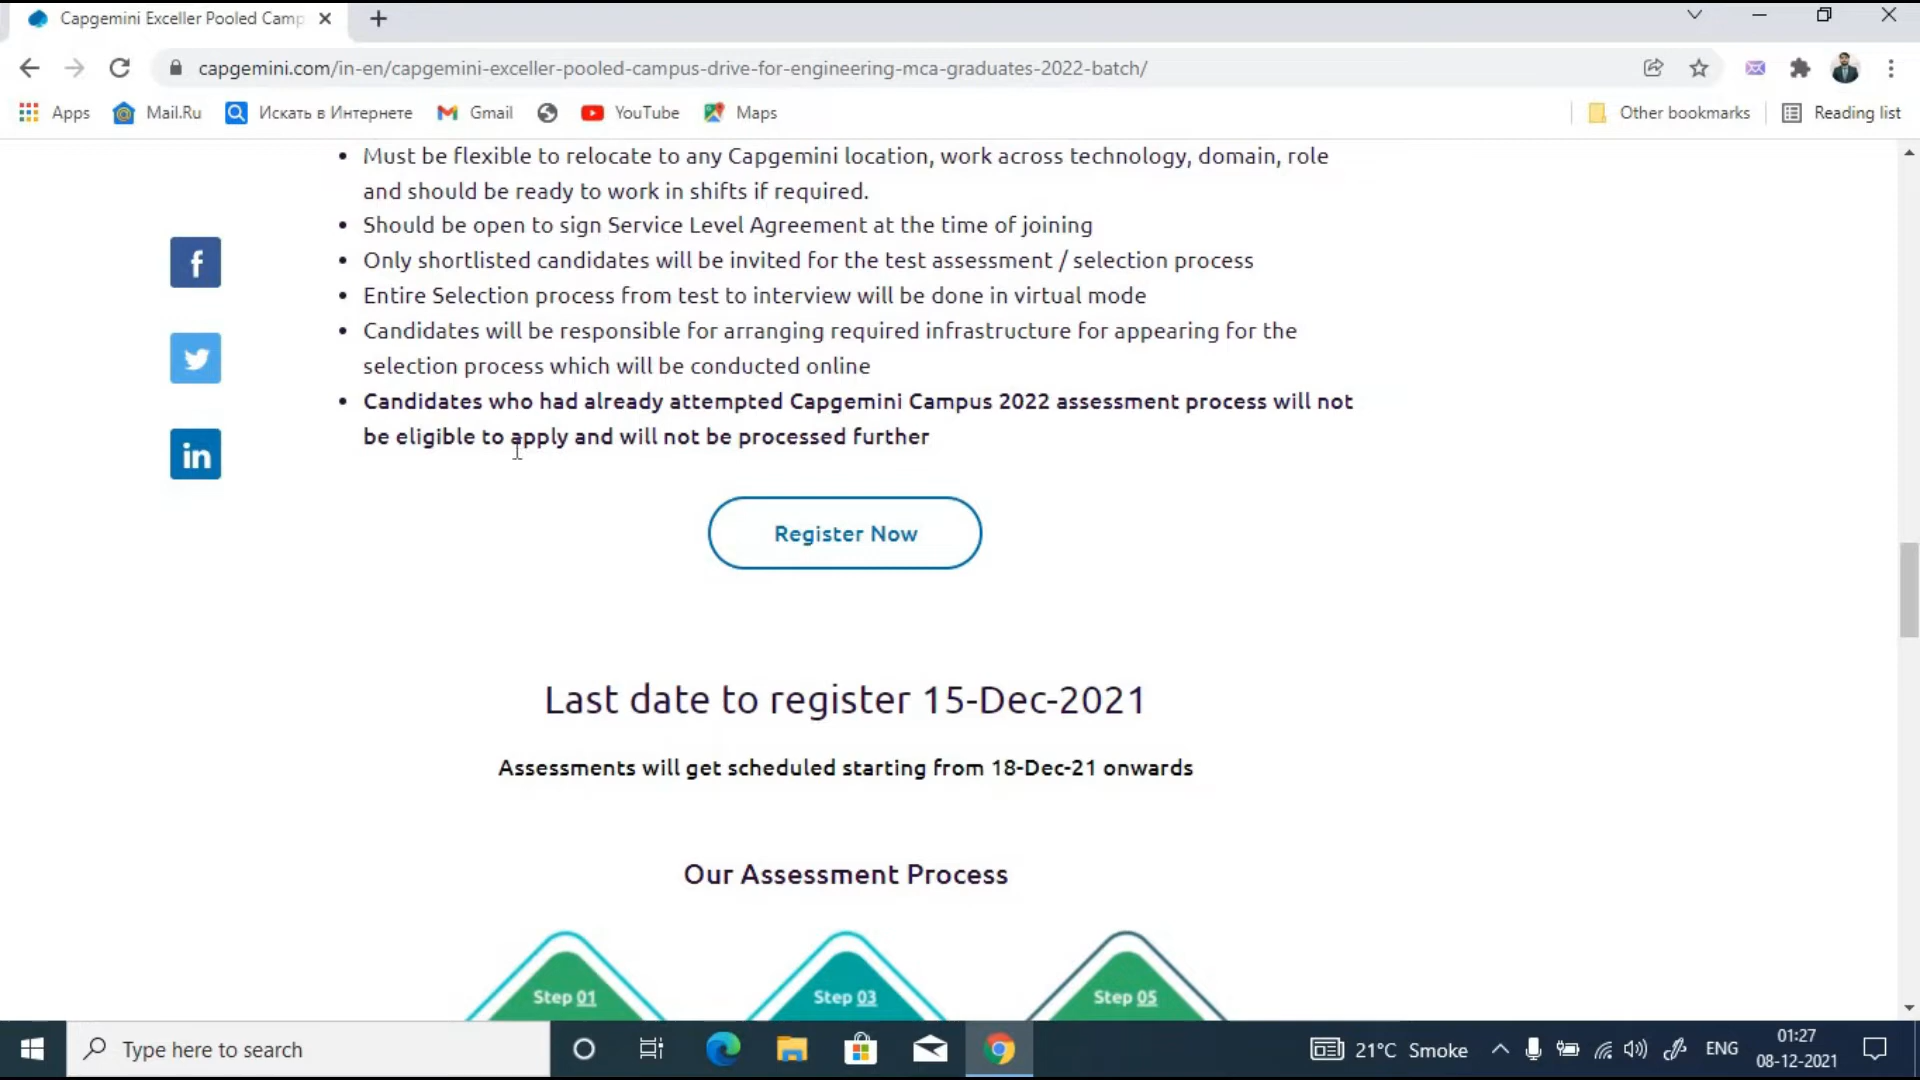 Capgemini Exceller Pooled Camp
capgemini.com/in-en/capgemini-exceller-pooled-campus-drive-for-engineering-mca-graduates-2022-batch/
Apps Mail.Ru Искать в Интернете Gmail YouTube Maps Other bookmarks Reading list
• Must be flexible to relocate to any Capgemini location, work across technology, domain, role
and should be ready to work in shifts if required.
• Should be open to sign Service Level Agreement at the time of joining
• Only shortlisted candidates will be invited for the test assessment / selection process
• Entire Selection process from test to interview will be done in virtual mode
• Candidates will be responsible for arranging required infrastructure for appearing for the
selection process which will be conducted online
• Candidates who had already attempted Capgemini Campus 2022 assessment process will not
be eligible to apply and will not be processed further
f
in
Register Now
Last date to register 15-Dec-2021
Assessments will get scheduled starting from 18-Dec-21 onwards
Our Assessment Process
Step 01 Step 03 Step 05
Type here to search 21°C Smoke ENG 01:27
08-12-2021